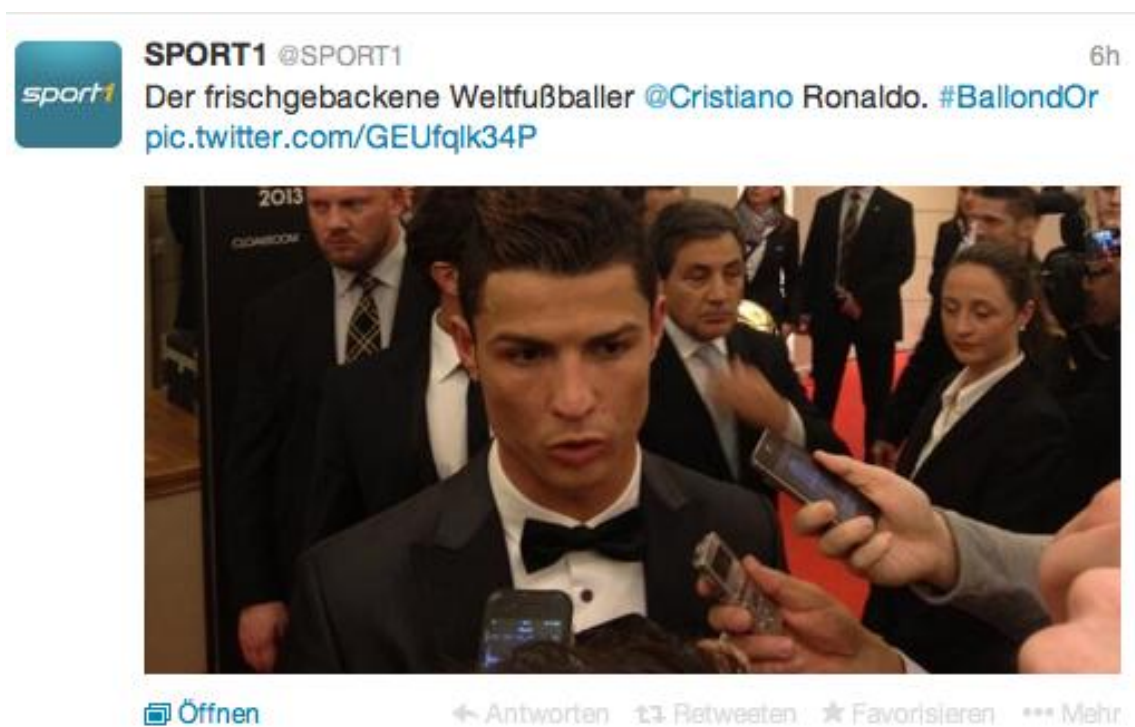 SPORT1 @SPORT1 6h
sport1
Der frischgebackene Weltfußballer @Cristiano Ronaldo. #BallondOr
pic.twitter.com/GEUfqlk34P
2013
CLOAKROOM
Öffnen Antworten Retweeten Favorisieren Mehr